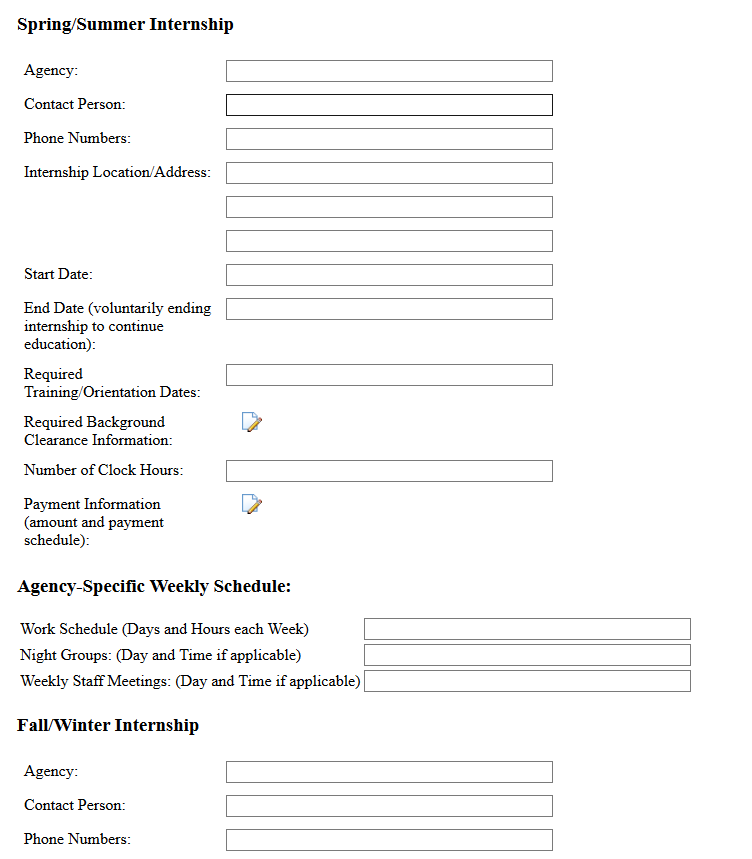 Spring/Summer Internship
Agency:
Contact Person:
Phone Numbers:
Internship Location/Address:
Start Date:
End Date (voluntarily ending
internship to continue
education):
Required
Training/Orientation Dates:
Required Background
Clearance Information:
Number of Clock Hours:
Payment Information
(amount and payment
schedule):
Agency-Specific Weekly Schedule:
Work Schedule (Days and Hours each Week)
Night Groups: (Day and Time if applicable)
Weekly Staff Meetings: (Day and Time if applicable)
Fall/Winter Internship
Agency:
Contact Person:
Phone Numbers: